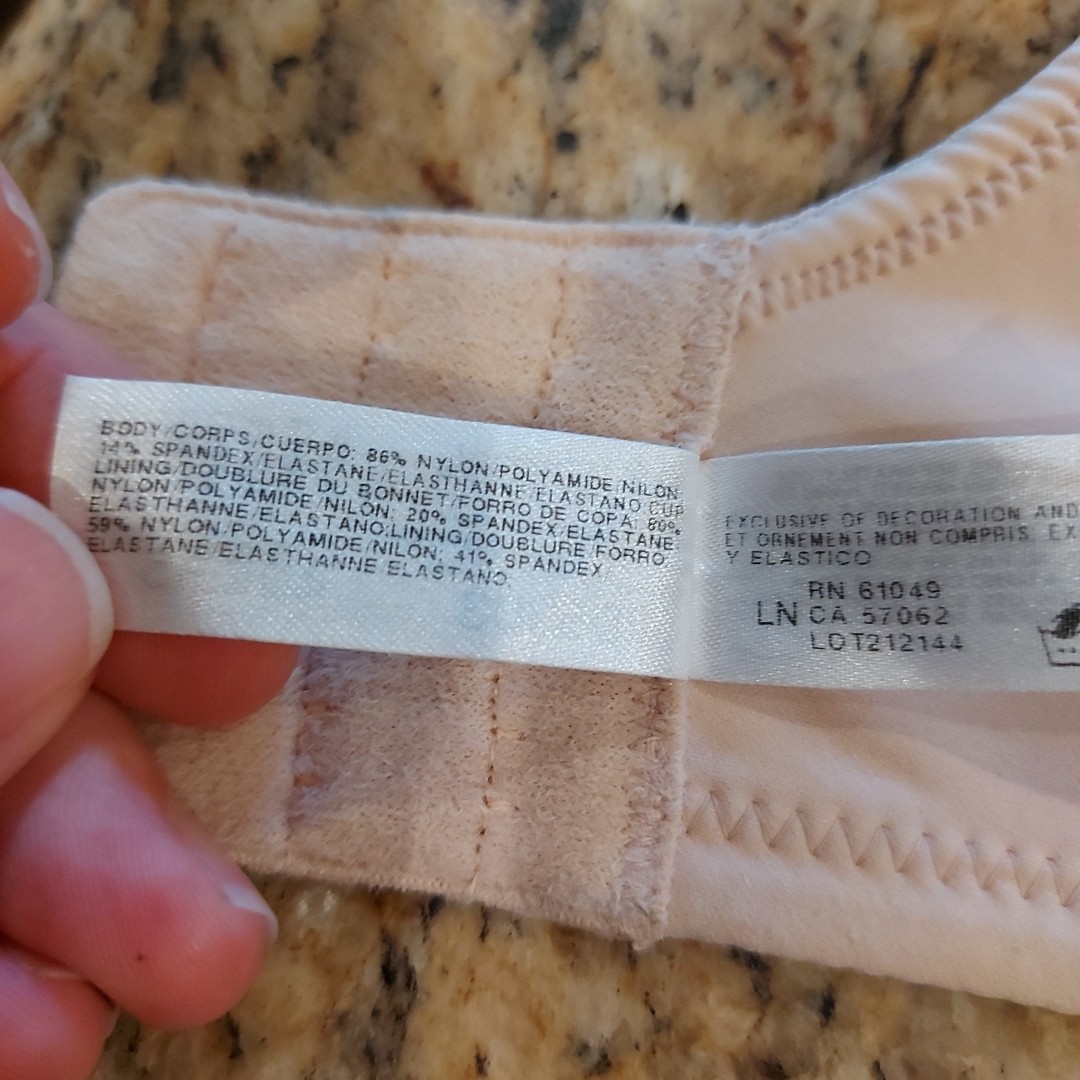 BODY/CORPS/CUERPO: 86% NYLON/POLYAMIDE/NILON
14% SPANDEX/ELASTANE/ELASTHANNE/ELASTANO CUP
LINING/DOUBLURE DU BONNET/FORRO DE COPA: 80%
NYLON/POLYAMIDE/NILON: 20% SPANDEX/ELASTANE
ELASTHANNE/ELASTANO:LINING/DOUBLURE/FORRO
59% NYLON/POLYAMIDE/NILON; 41% SPANDEX/
ELASTANE/ELASTHANNE ELASTANO.
EXCLUSIVE OF DECORATION AND
ET ORNEMENT NON COMPRIS. EX
Y ELASTICO
RN 61049
LN CA 57062
LOT212144